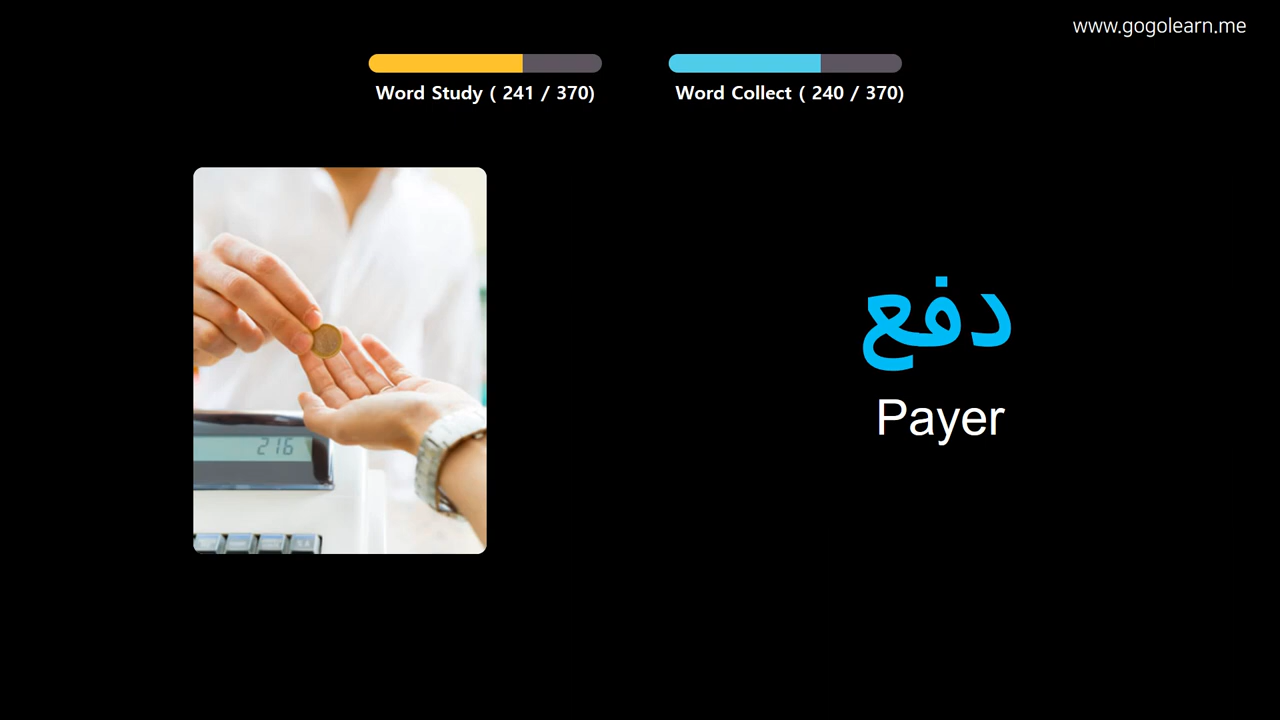 www.gogolearn.me
Word Study ( 241 / 370)
Word Collect ( 240 / 370)
دفع
Payer
216